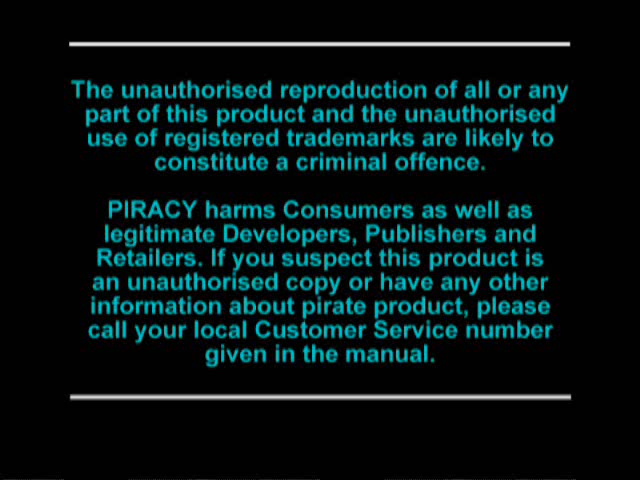 The unauthorised reproduction of all or any
part of this product and the unauthorised
use of registered trademarks are likely to
constitute a criminal offence.
PIRACY harms Consumers as well as
legitimate Developers, Publishers and
Retailers. If you suspect this product is
an unauthorised copy or have any other
information about pirate product, please
call your local Customer Service number
given in the manual.